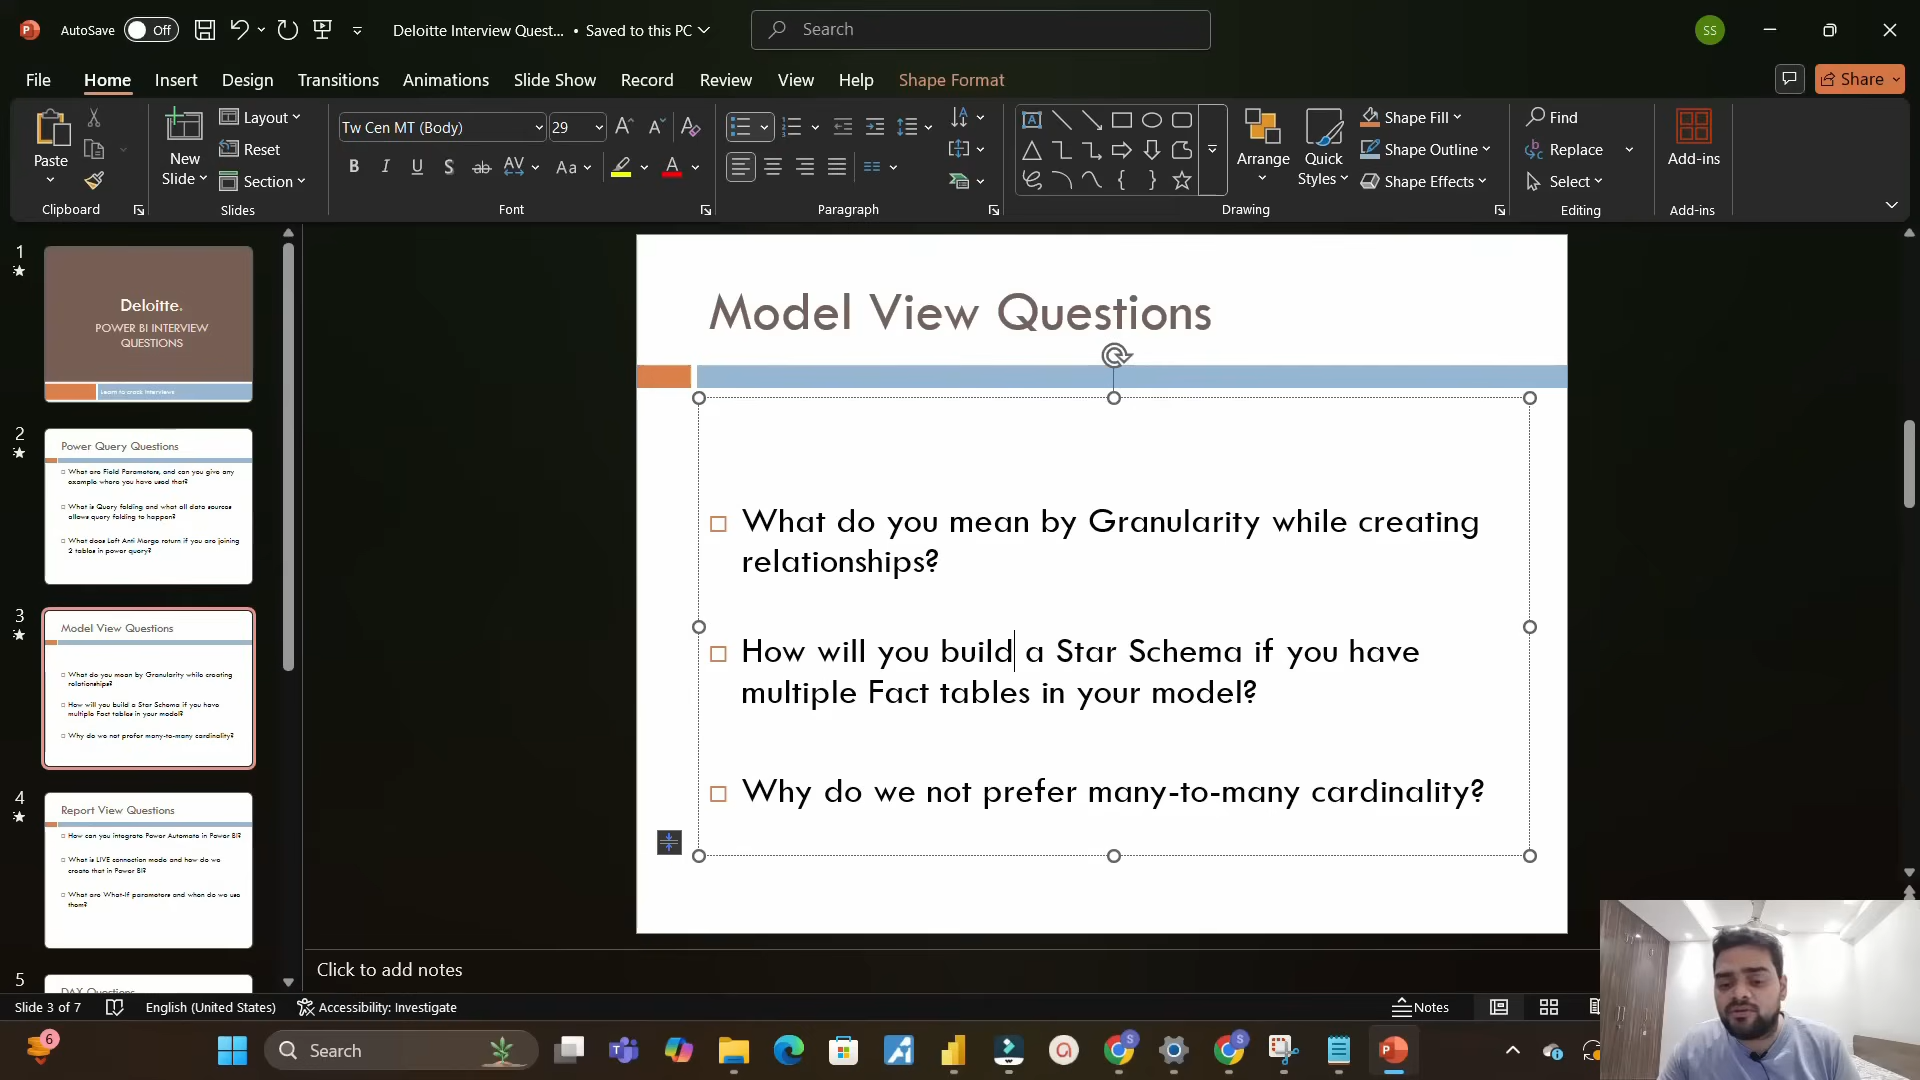 AutoSave Off
Deloitte Interview Quest... • Saved to this PC
Search
SS
File Home Insert Design Transitions Animations Slide Show Record Review View Help Shape Format
Share
Paste
Clipboard
New
Slide
Layout
Reset
Section
Slides
Tw Cen MT (Body) 29
Font
Paragraph
Arrange
Quick
Styles
Shape Fill
Shape Outline
Shape Effects
Drawing
Find
Replace
Select
Editing
Add-ins
Add-ins
1
Deloitte.
POWER BI INTERVIEW
QUESTIONS
Learn to crack interviews
2
Power Query Questions
What are Field Parameters, and can you give any
example where you have used that?
What is Query folding and what all data sources
allows query folding to happen?
What does Left Anti Merge return if you are joining
2 tables in power query?
3
Model View Questions
What do you mean by Granularity while creating
relationships?
How will you build a Star Schema if you have
multiple Fact tables in your model?
Why do we not prefer many-to-many cardinality?
4
Report View Questions
How can you integrate Power Automate in Power BI?
What is LIVE connection mode and how do we
create that in Power BI?
What are What-If parameters and when do we use
them?
5
DAX Questions
Model View Questions
What do you mean by Granularity while creating
relationships?
How will you build a Star Schema if you have
multiple Fact tables in your model?
Why do we not prefer many-to-many cardinality?
Click to add notes
Slide 3 of 7
English (United States)
Accessibility: Investigate
Notes
6
Search